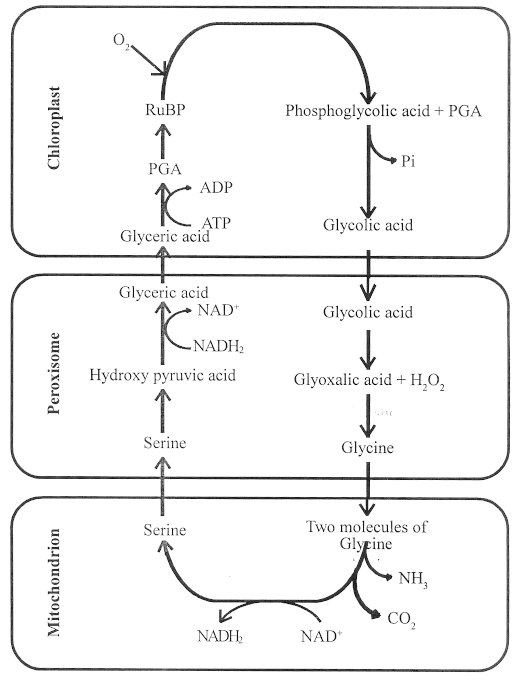 Chloroplast
O₂
RuBP
Phosphoglycolic acid + PGA
Pi
PGA
ADP
ATP
Glyceric acid
Glycolic acid
Peroxisome
Glyceric acid
NAD⁺
NADH₂
Glycolic acid
Hydroxy pyruvic acid
Glyoxalic acid + H₂O₂
Serine
Glycine
Mitochondrion
Serine
Two molecules of
Glycine
NH₃
CO₂
NADH₂
NAD⁺